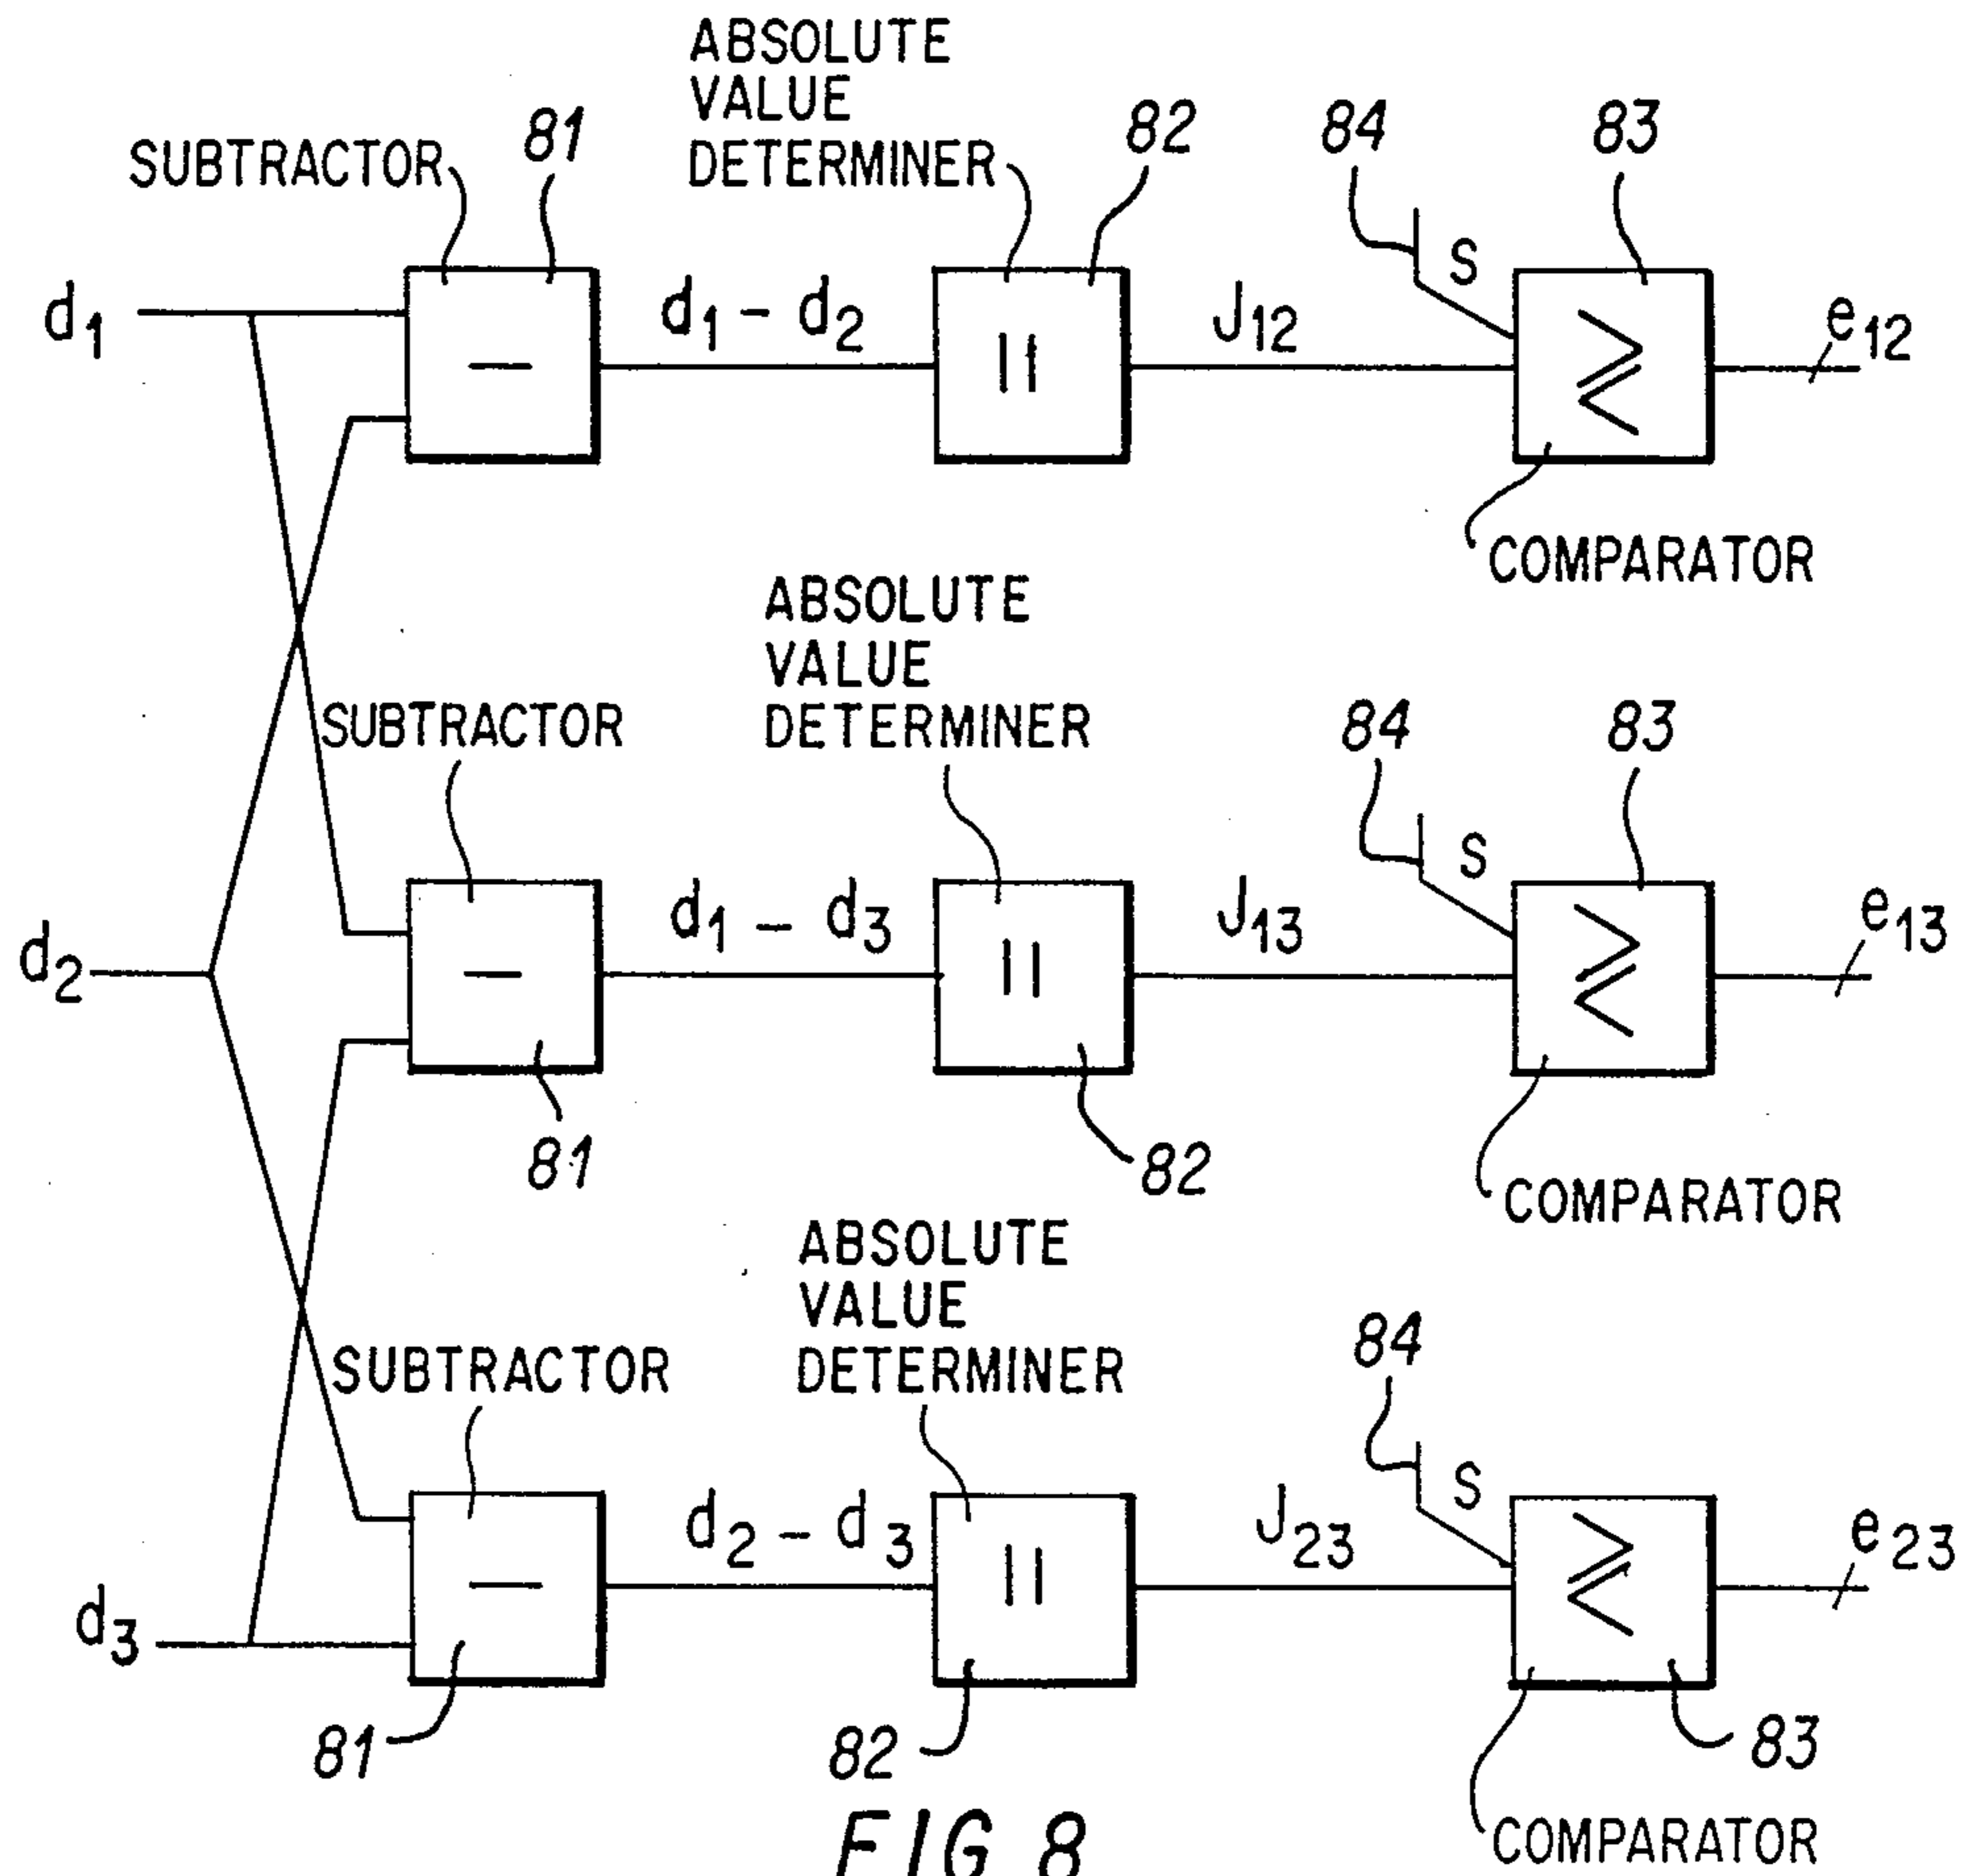 ABSOLUTE
VALUE
DETERMINER
SUBTRACTOR
81
82
84
83
d1
d1 - d2
||
J12
S
≥
<
e12
COMPARATOR
ABSOLUTE
VALUE
DETERMINER
SUBTRACTOR
84
83
d2
d1 - d3
||
J13
S
≥
<
e13
81
82
COMPARATOR
ABSOLUTE
VALUE
DETERMINER
SUBTRACTOR
84
d3
d2 - d3
||
J23
S
≥
<
e23
81
82
83
COMPARATOR
FIG 8